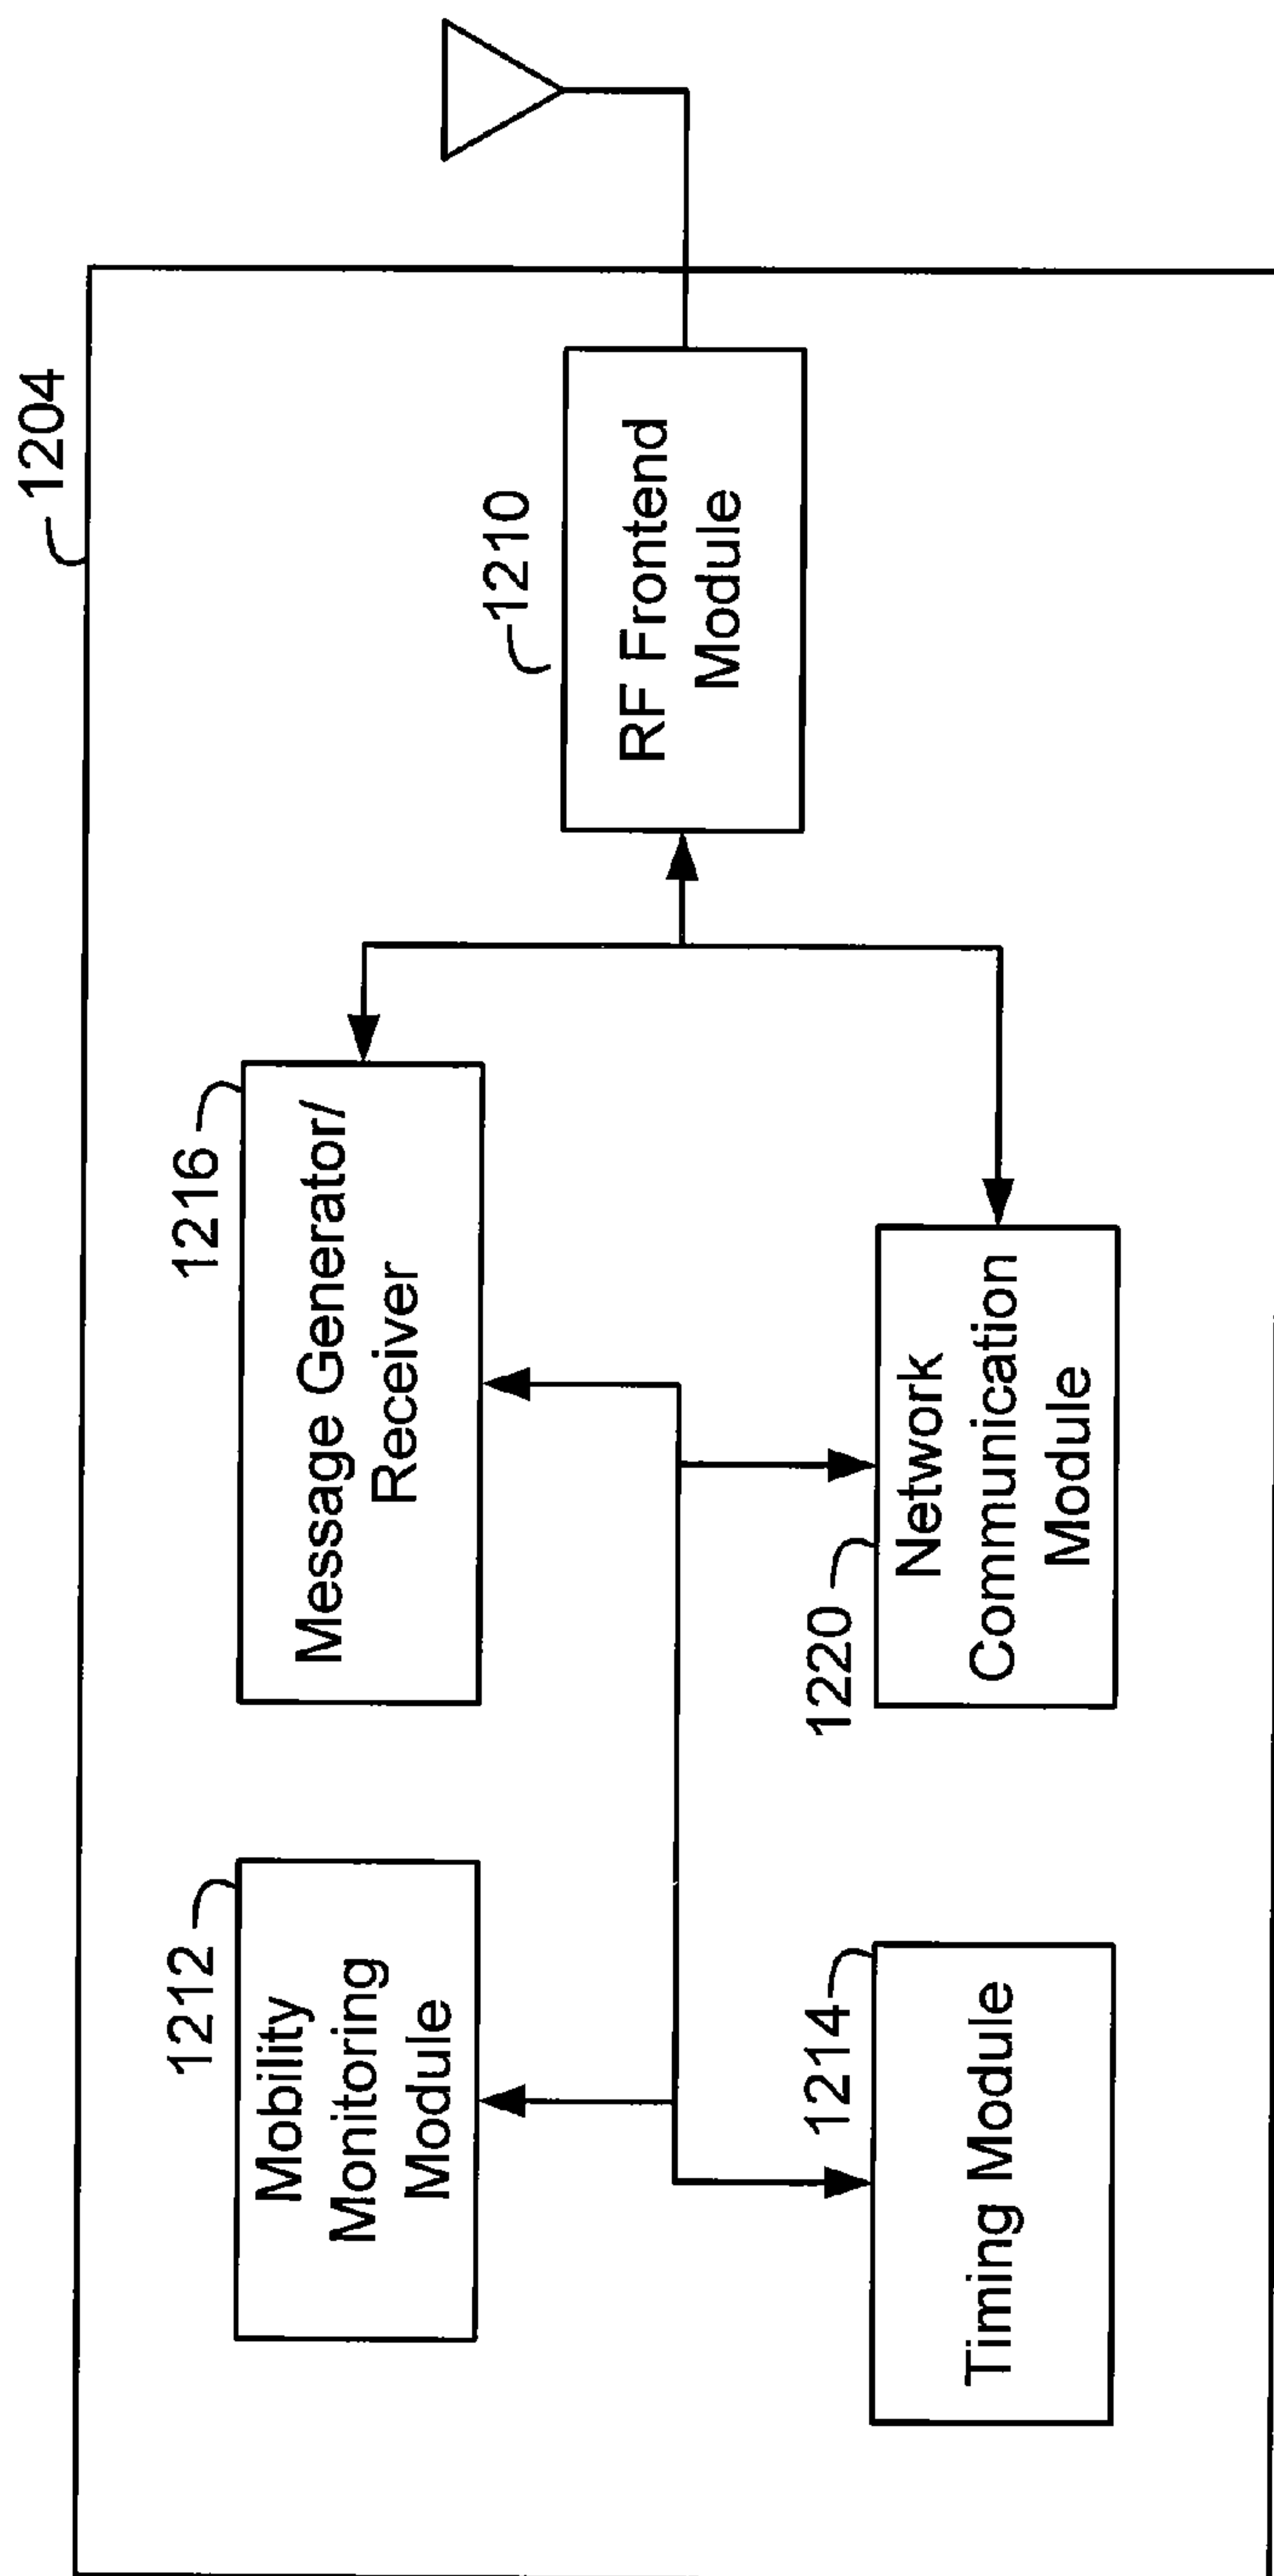 1204
1212
Mobility
Monitoring
Module
1216
Message Generator/
Receiver
1210
RF Frontend
Module
1214
Timing Module
1220
Network
Communication
Module